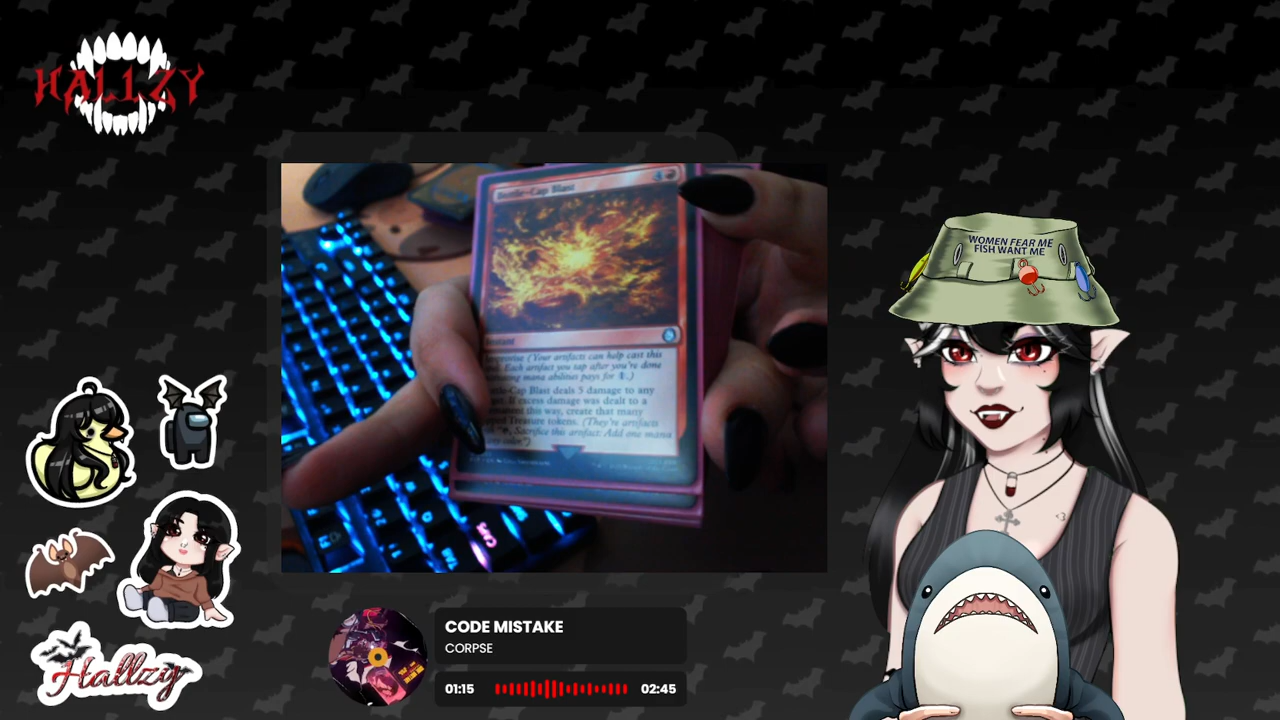 HALLZY
WOMEN FEAR ME
FISH WANT ME
-Cap Blast
Instant
(Your artifacts can help cast this
Each artifact you tap after you're done
mana abilities pays for
-Cap Blast deals 5 damage to any
If excess damage was dealt to a
this way, create that many
Treasure tokens. (They're artifacts
Sacrifice this artifact: Add one mana
Hallzy
CODE MISTAKE
CORPSE
01:15
02:45